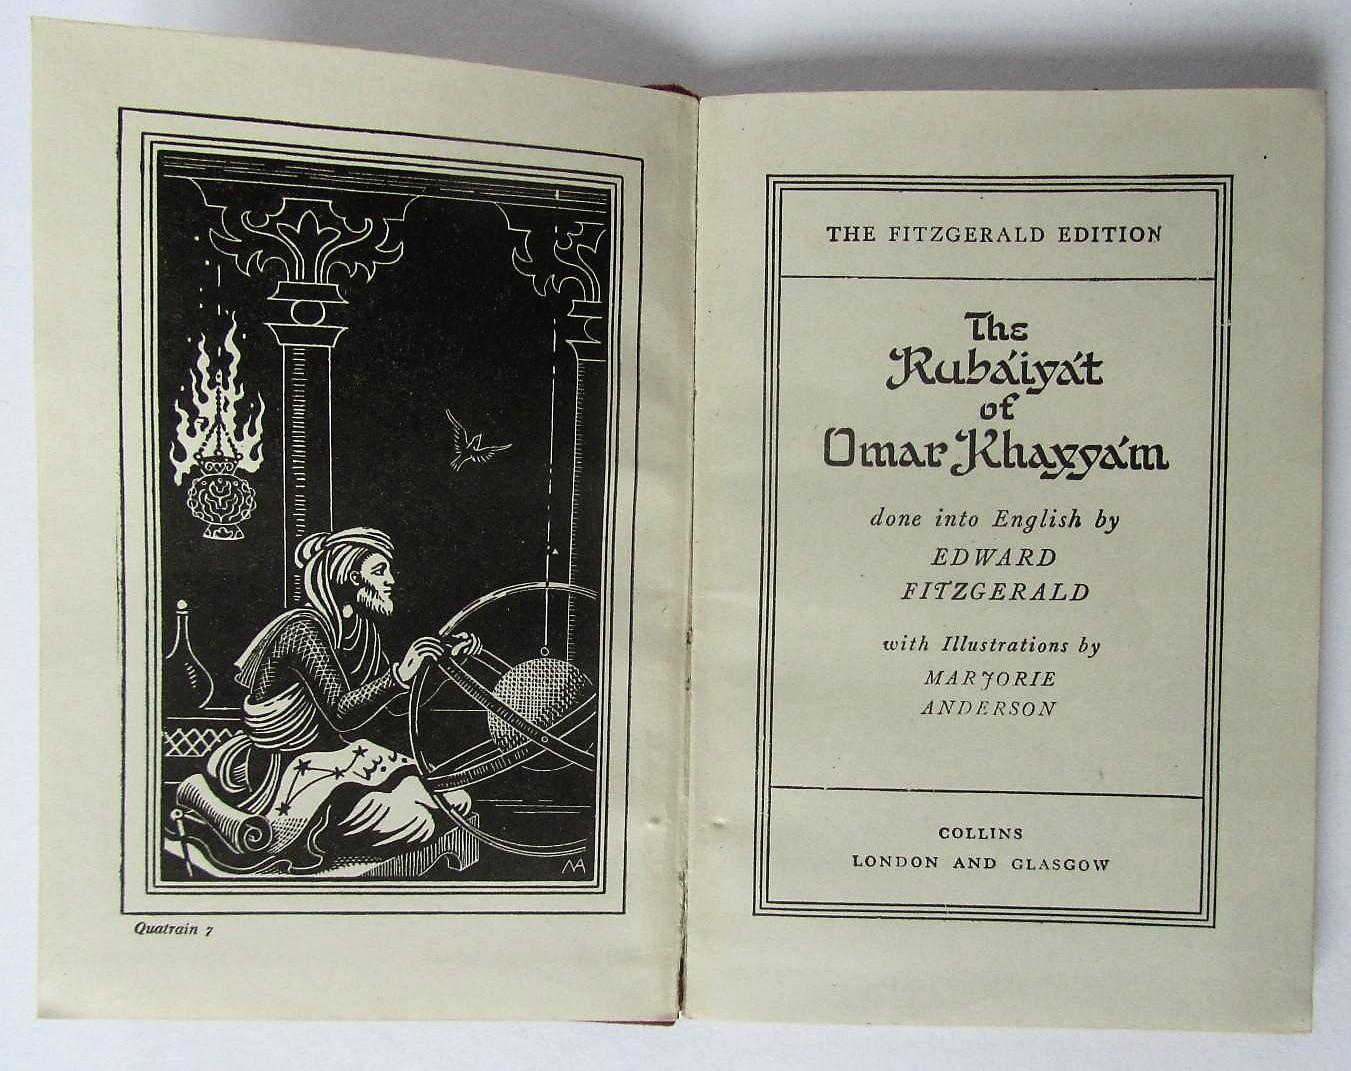 MA
Quatrain 7
THE FITZGERALD EDITION
The
Rubáiyát
of
Omar Khayyám
done into English by
EDWARD
FITZGERALD
with Illustrations by
MARJORIE
ANDERSON
COLLINS
LONDON AND GLASGOW